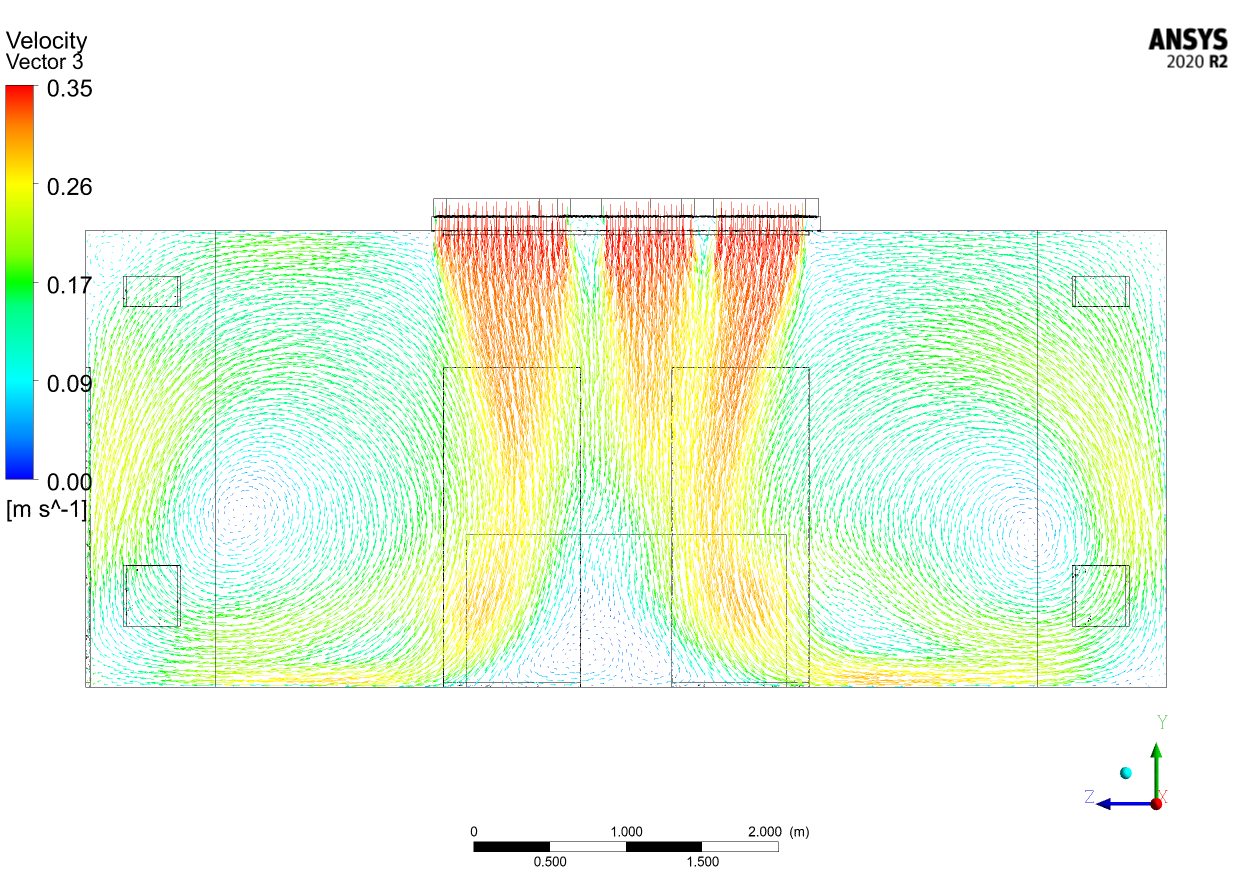 Velocity
Vector 3
0.35
0.26
0.17
0.09
0.00
[m s^-1]
ANSYS
2020 R2
Y
Z
X
0 1.000 2.000 (m)
0.500 1.500